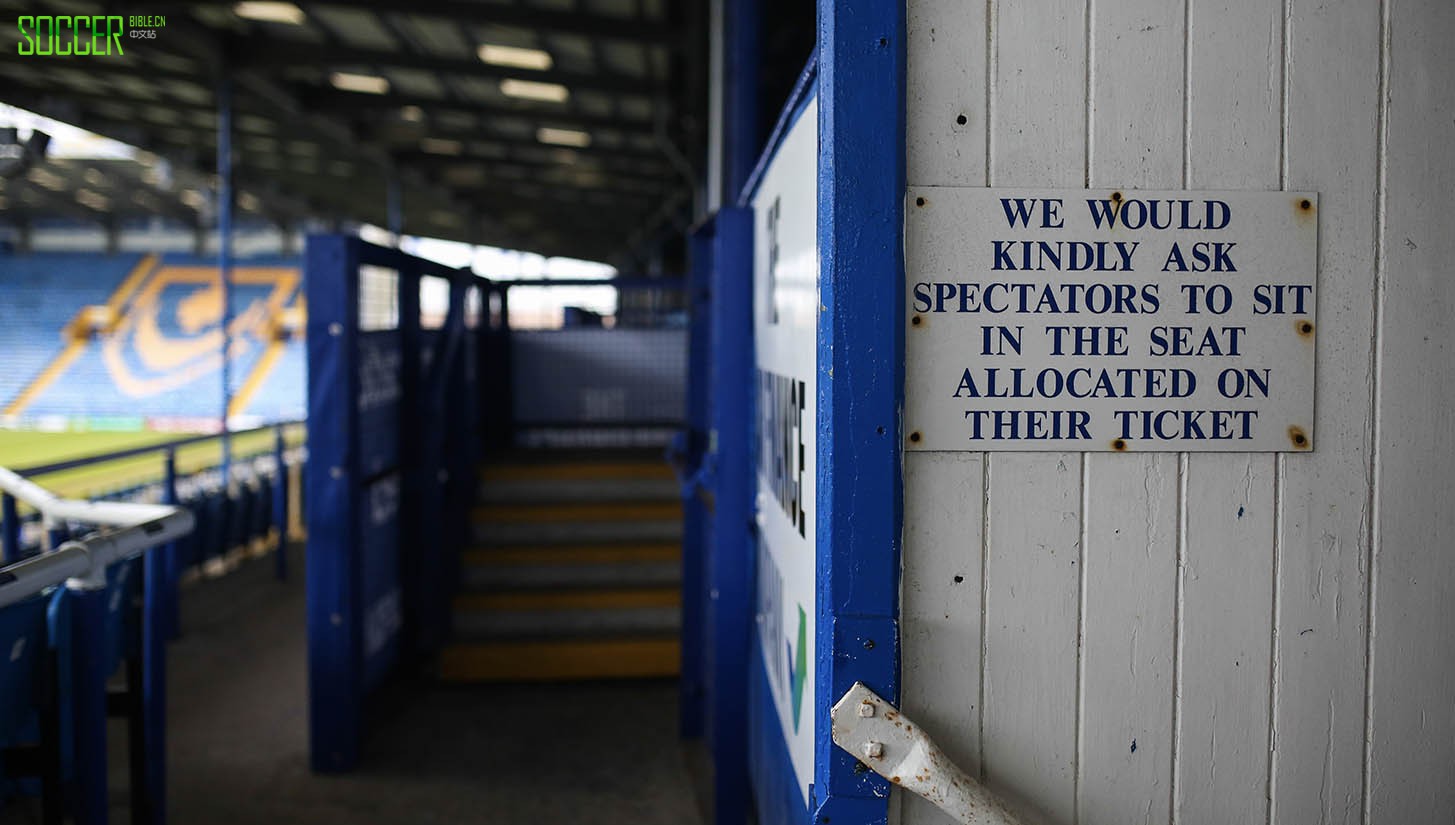 SOCCER BIBLE.CN
中文站
WE WOULD
KINDLY ASK
SPECTATORS TO SIT
IN THE SEAT
ALLOCATED ON
THEIR TICKET